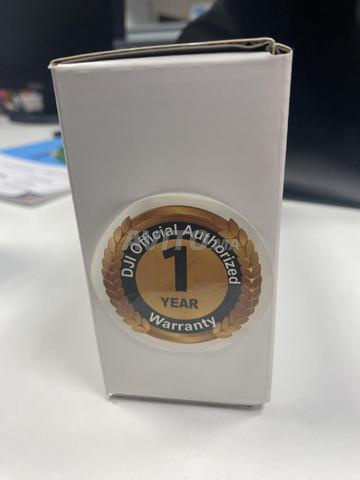 DJI Official Authorized
1
YEAR
Warranty